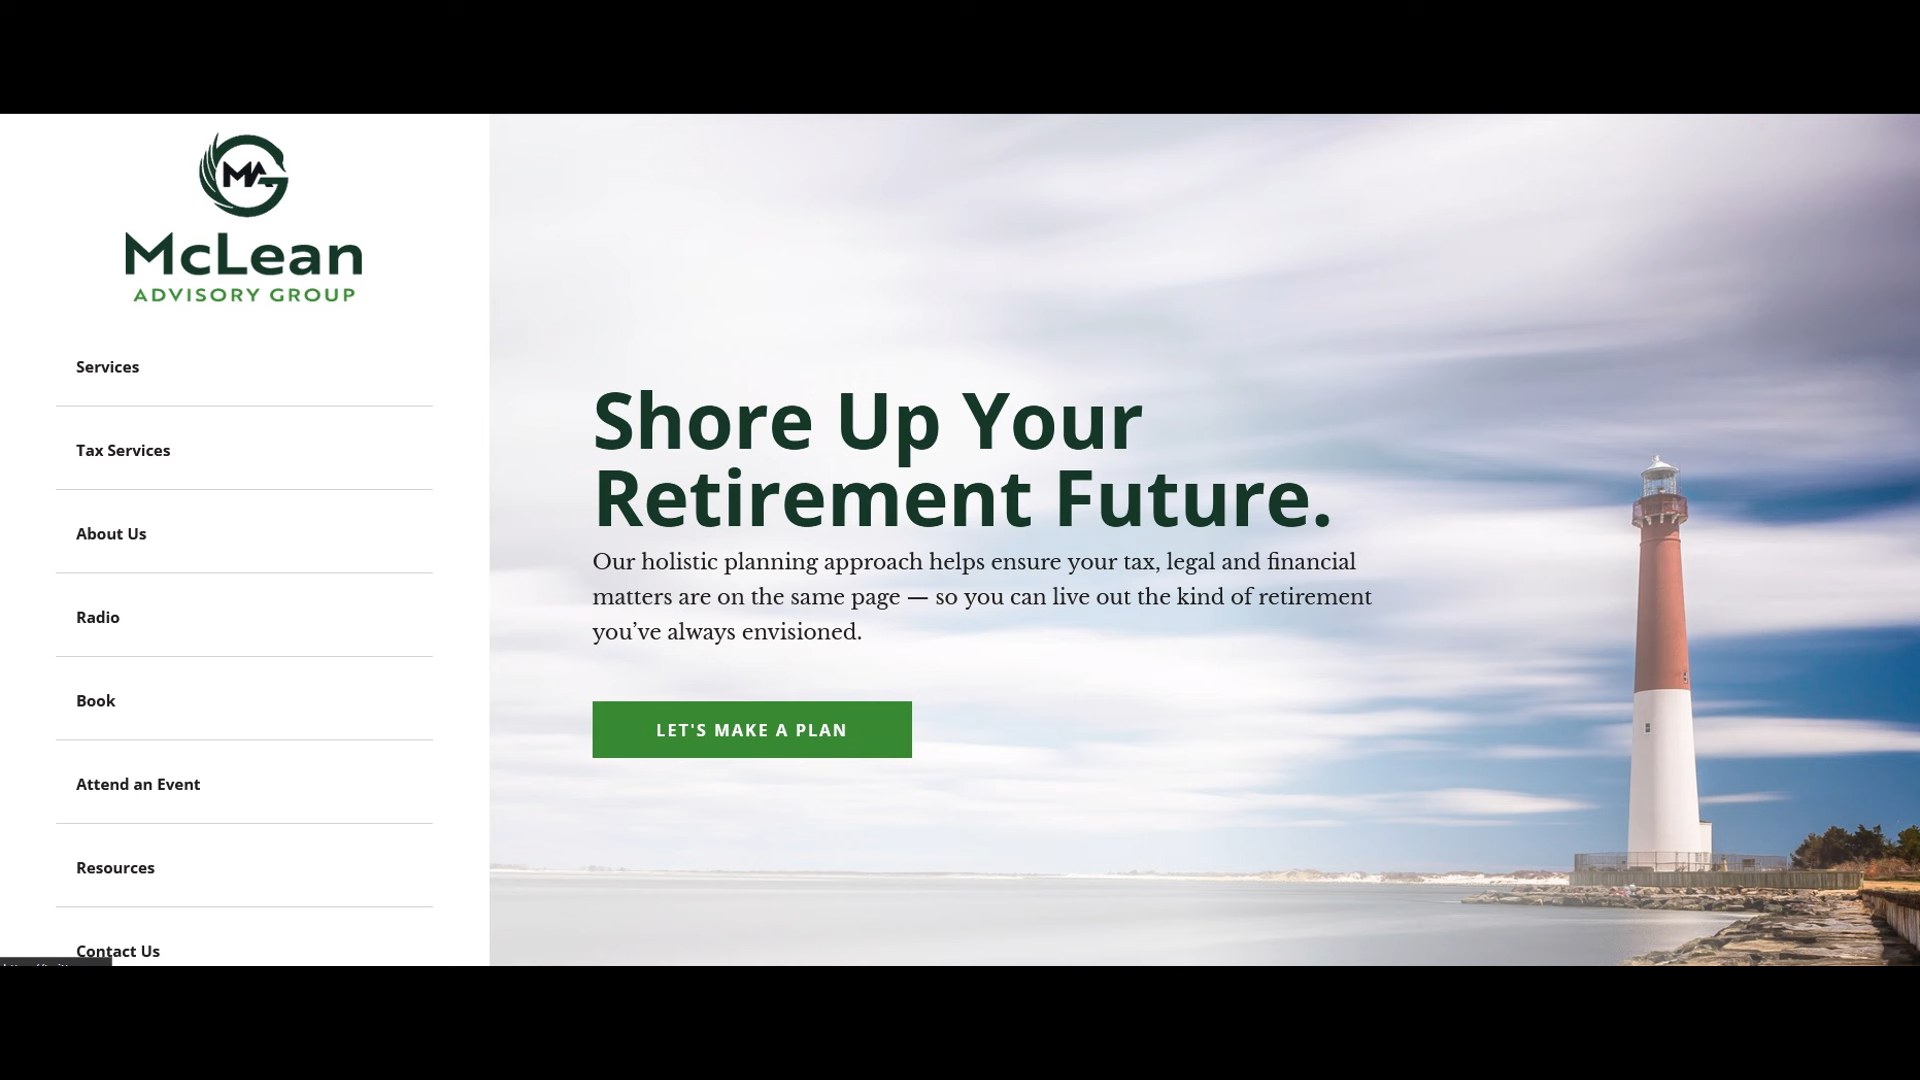 MAG
McLean
ADVISORY GROUP
Services
Tax Services
About Us
Radio
Book
Attend an Event
Resources
Contact Us
Shore Up Your
Retirement Future.
Our holistic planning approach helps ensure your tax, legal and financial
matters are on the same page — so you can live out the kind of retirement
you’ve always envisioned.
LET'S MAKE A PLAN